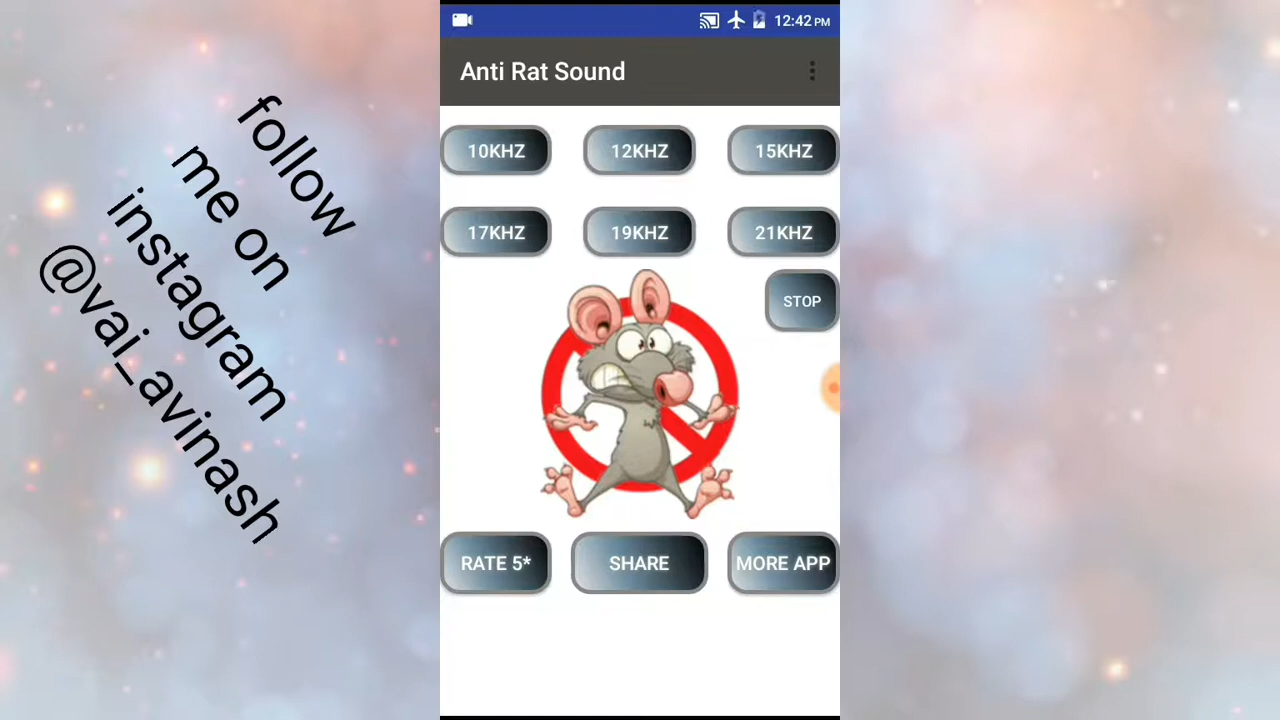 follow
me on
instagram
@vai_avinash
12:42 PM
Anti Rat Sound
10KHZ 12KHZ 15KHZ
17KHZ 19KHZ 21KHZ
STOP
RATE 5* SHARE MORE APP